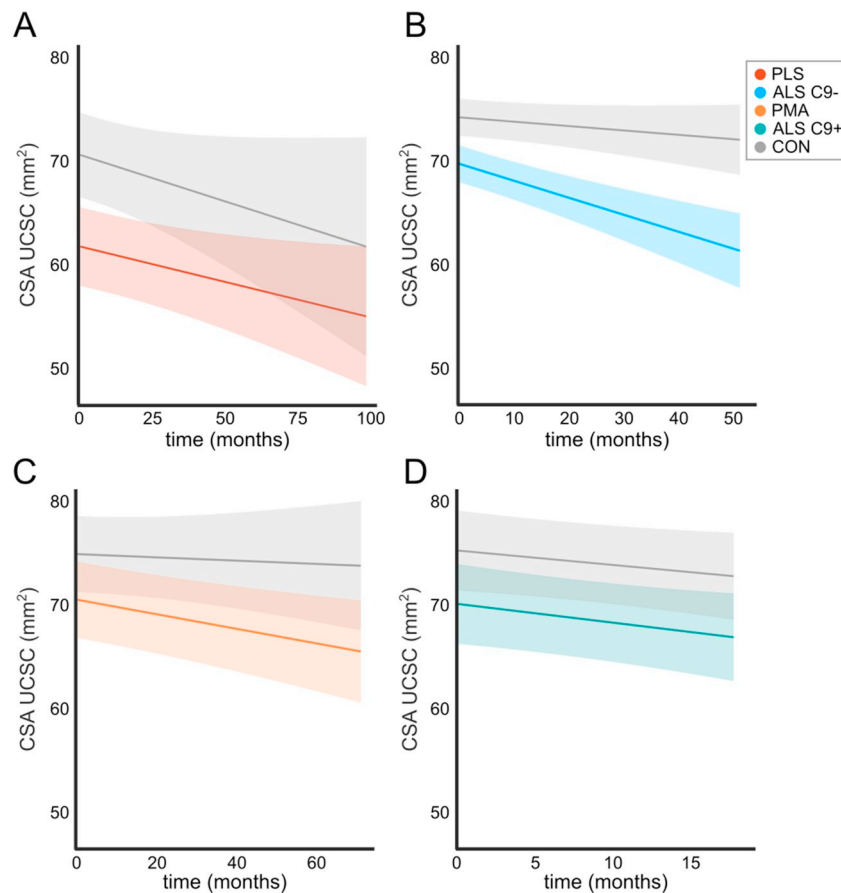 A
80
70
60
50
CSA UCSC (mm²)
0 25 50 75 100
time (months)
B
80
70
60
50
CSA UCSC (mm²)
0 10 20 30 40 50
time (months)
PLS
ALS C9-
PMA
ALS C9+
CON
C
80
70
60
50
CSA UCSC (mm²)
0 20 40 60
time (months)
D
80
70
60
50
CSA UCSC (mm²)
0 5 10 15
time (months)